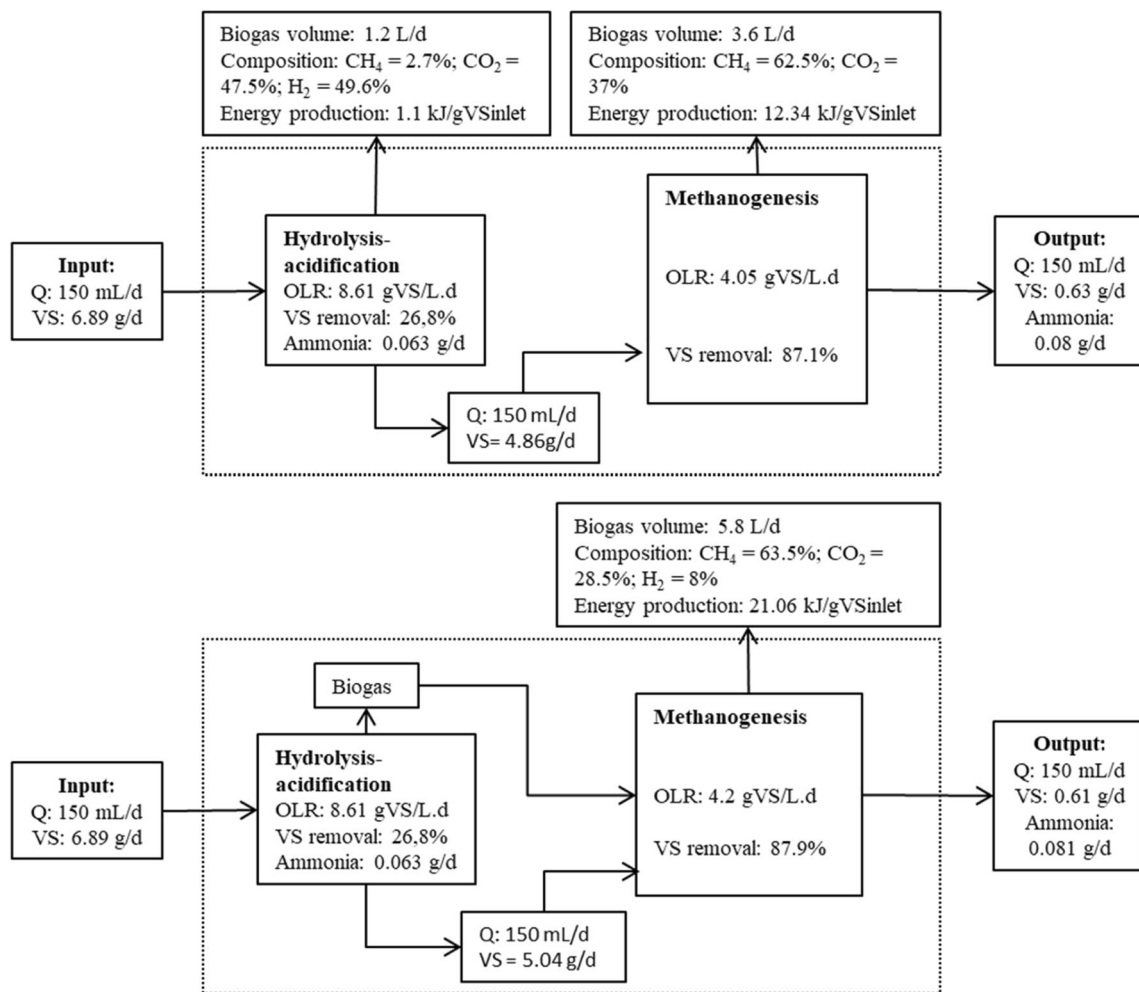 Biogas volume: 1.2 L/d
Composition: CH₄ = 2.7%; CO₂ =
47.5%; H₂ = 49.6%
Energy production: 1.1 kJ/gVSinlet
Biogas volume: 3.6 L/d
Composition: CH₄ = 62.5%; CO₂ =
37%
Energy production: 12.34 kJ/gVSinlet
Input:
Q: 150 mL/d
VS: 6.89 g/d
Hydrolysis-
acidification
OLR: 8.61 gVS/L.d
VS removal: 26,8%
Ammonia: 0.063 g/d
Q: 150 mL/d
VS= 4.86g/d
Methanogenesis
OLR: 4.05 gVS/L.d
VS removal: 87.1%
Output:
Q: 150 mL/d
VS: 0.63 g/d
Ammonia:
0.08 g/d
Biogas volume: 5.8 L/d
Composition: CH₄ = 63.5%; CO₂ =
28.5%; H₂ = 8%
Energy production: 21.06 kJ/gVSinlet
Biogas
Input:
Q: 150 mL/d
VS: 6.89 g/d
Hydrolysis-
acidification
OLR: 8.61 gVS/L.d
VS removal: 26,8%
Ammonia: 0.063 g/d
Q: 150 mL/d
VS = 5.04 g/d
Methanogenesis
OLR: 4.2 gVS/L.d
VS removal: 87.9%
Output:
Q: 150 mL/d
VS: 0.61 g/d
Ammonia:
0.081 g/d